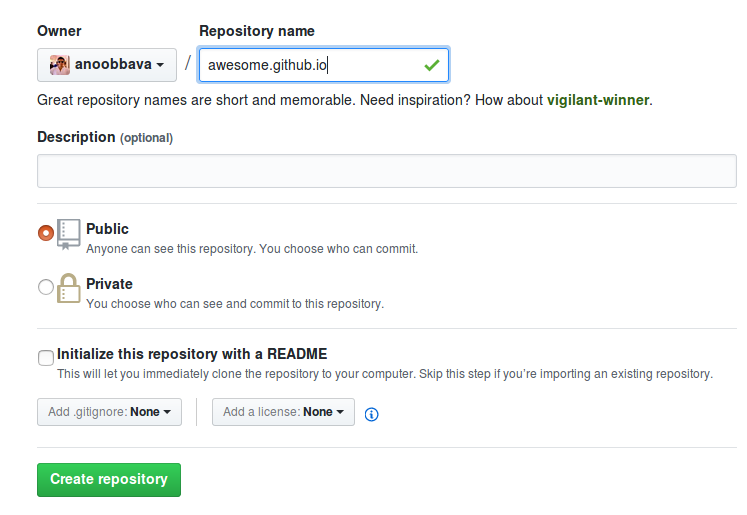 Owner
Repository name
anoobbava / awesome.github.io
Great repository names are short and memorable. Need inspiration? How about vigilant-winner.
Description (optional)
Public
Anyone can see this repository. You choose who can commit.
Private
You choose who can see and commit to this repository.
Initialize this repository with a README
This will let you immediately clone the repository to your computer. Skip this step if you're importing an existing repository.
Add .gitignore: None
Add a license: None
Create repository